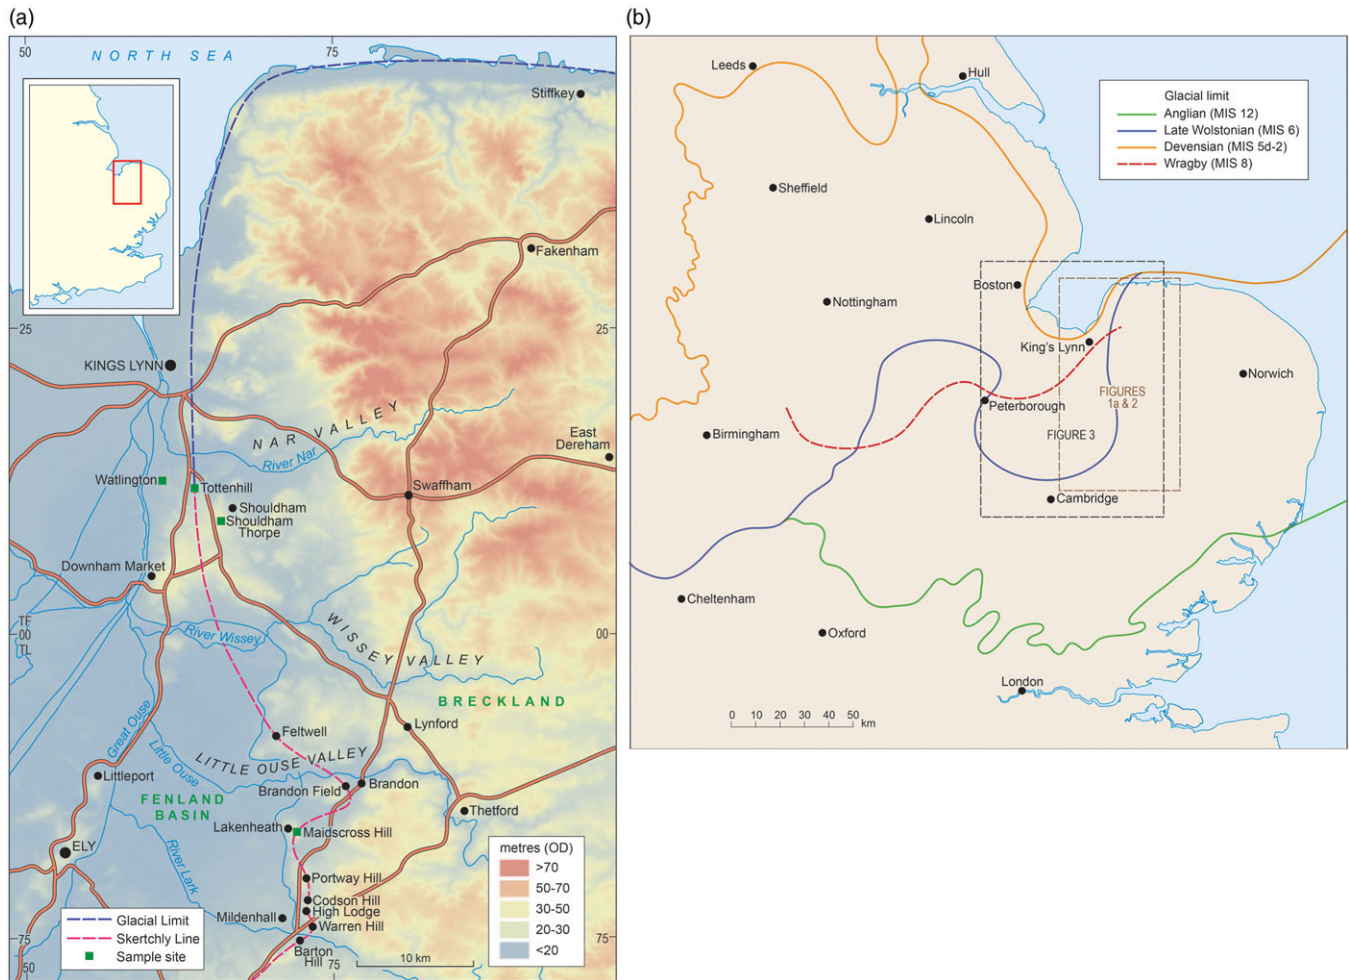 (a)
50
75
NORTH SEA
Stiffkey
Fakenham
25
25
KINGS LYNN
NAR VALLEY
River Nar
East
Dereham
Watlington
Tottenhill
Swaffham
Shouldham
Shouldham
Thorpe
Downham Market
TF
00
TL
00
River Wissey
WISSEY VALLEY
BRECKLAND
Great Ouse
Lynford
Feltwell
Little Ouse
LITTLE OUSE VALLEY
Littleport
Brandon Field
Brandon
FENLAND
BASIN
Thetford
Lakenheath
Maidscross Hill
ELY
River Lark
Portway Hill
Codson Hill
High Lodge
Mildenhall
Warren Hill
Barton
Hill
metres (OD)
>70
50-70
30-50
20-30
<20
Glacial Limit
Skertchly Line
Sample site
75
75
50
75
10 km
(b)
Leeds
Hull
Glacial limit
Anglian (MIS 12)
Late Wolstonian (MIS 6)
Devensian (MIS 5d-2)
Wragby (MIS 8)
Sheffield
Lincoln
Boston
Nottingham
King's Lynn
Norwich
FIGURES
1a & 2
Peterborough
FIGURE 3
Birmingham
Cambridge
Cheltenham
Oxford
London
0 10 20 30 40 50 km